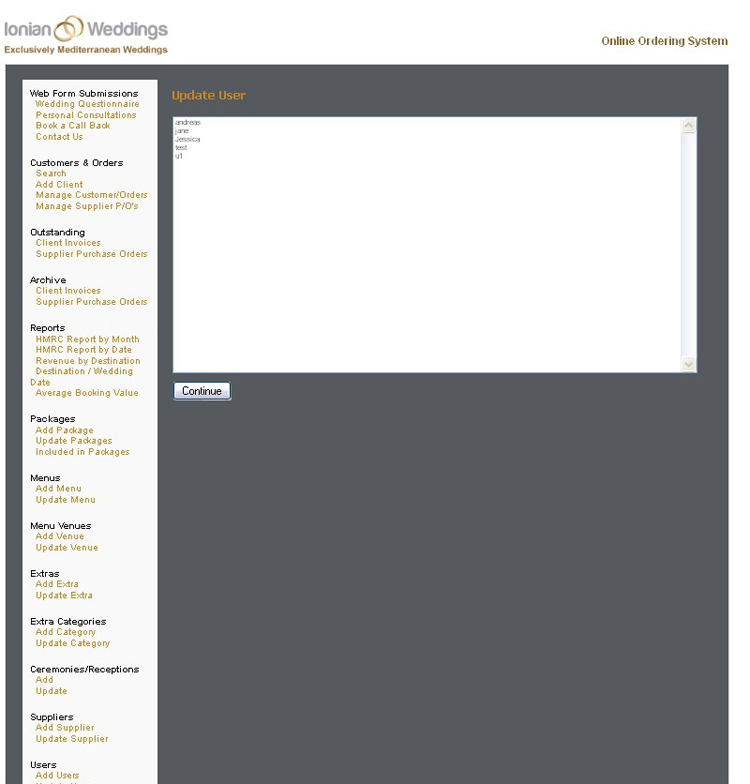 Ionian Weddings
Exclusively Mediterranean Weddings
Online Ordering System
Web Form Submissions
Wedding Questionnaire
Personal Consultations
Book a Call Back
Contact Us
Customers & Orders
Search
Add Client
Manage Customer/Orders
Manage Supplier P/O's
Outstanding
Client Invoices
Supplier Purchase Orders
Archive
Client Invoices
Supplier Purchase Orders
Reports
HMRC Report by Month
HMRC Report by Date
Revenue by Destination
Destination / Wedding
Date
Average Booking Value
Packages
Add Package
Update Packages
Included in Packages
Menus
Add Menu
Update Menu
Menu Venues
Add Venue
Update Venue
Extras
Add Extra
Update Extra
Extra Categories
Add Category
Update Category
Ceremonies/Receptions
Add
Update
Suppliers
Add Supplier
Update Supplier
Users
Add Users
Update User
andreas
jane
Jessica
test
u1
Continue